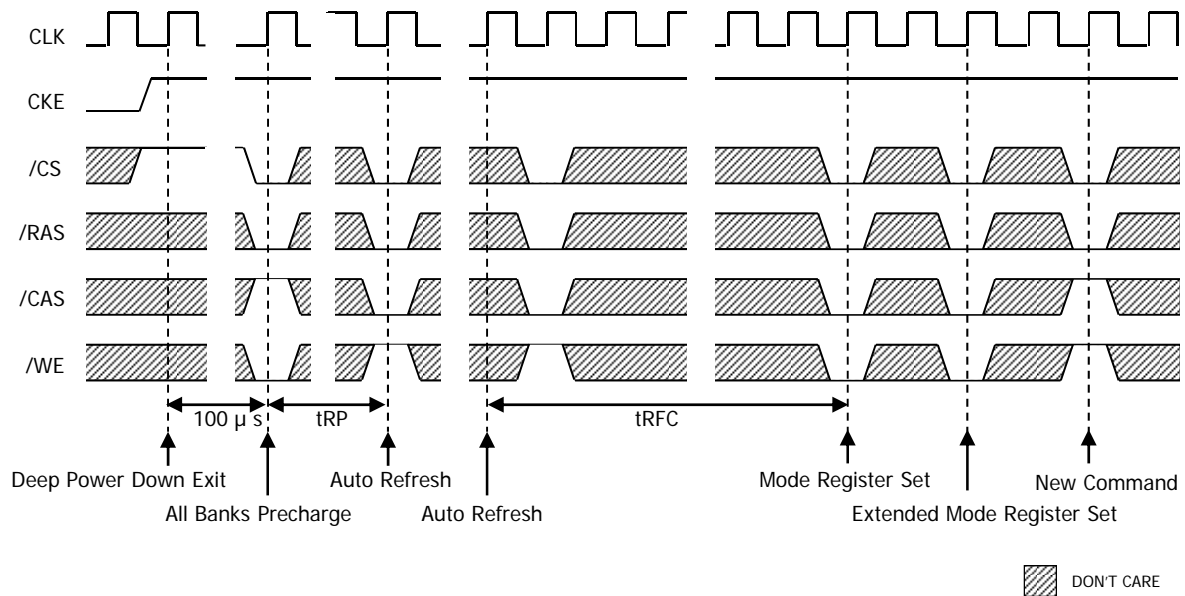 CLK
CKE
/CS
/RAS
/CAS
/WE
100 µ s
tRP
tRFC
Deep Power Down Exit
Auto Refresh
Mode Register Set
New Command
All Banks Precharge
Auto Refresh
Extended Mode Register Set
DON'T CARE